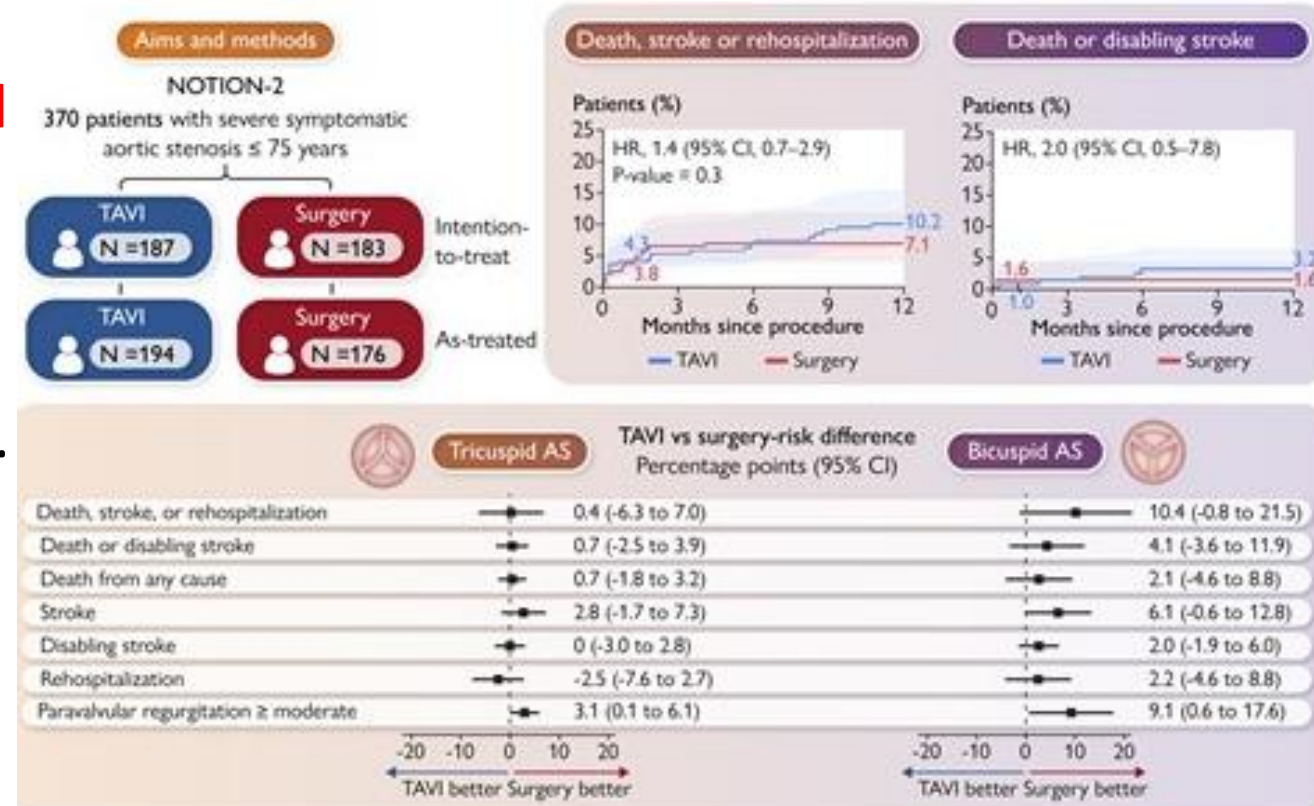 Aims and methods
NOTION-2
370 patients with severe symptomatic
aortic stenosis ≤ 75 years
TAVI
N =187
Surgery
N =183
Intention-
to-treat
TAVI
N =194
Surgery
N =176
As-treated
Death, stroke or rehospitalization
Patients (%)
25
20
15
10
5
0
HR, 1.4 (95% CI, 0.7–2.9)
P-value = 0.3
4.3
3.8
10.2
7.1
0 3 6 9 12
Months since procedure
TAVI Surgery
Death or disabling stroke
Patients (%)
25
20
15
10
5
0
HR, 2.0 (95% CI, 0.5–7.8)
1.6
1.0
0 3 6 9 12
Months since procedure
TAVI Surgery
Tricuspid AS
TAVI vs surgery-risk difference
Percentage points (95% CI)
Bicuspid AS
Death, stroke, or rehospitalization 0.4 (-6.3 to 7.0) 10.4 (-0.8 to 21.5)
Death or disabling stroke 0.7 (-2.5 to 3.9) 4.1 (-3.6 to 11.9)
Death from any cause 0.7 (-1.8 to 3.2) 2.1 (-4.6 to 8.8)
Stroke 2.8 (-1.7 to 7.3) 6.1 (-0.6 to 12.8)
Disabling stroke 0 (-3.0 to 2.8) 2.0 (-1.9 to 6.0)
Rehospitalization -2.5 (-7.6 to 2.7) 2.2 (-4.6 to 8.8)
Paravalvular regurgitation ≥ moderate 3.1 (0.1 to 6.1) 9.1 (0.6 to 17.6)
-20 -10 0 10 20 -20 -10 0 10 20
TAVI better Surgery better TAVI better Surgery better